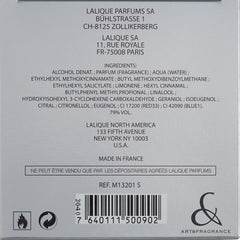 LALIQUE PARFUMS SA
BÜHLSTRASSE 1
CH-8125 ZOLLIKERBERG
LALIQUE SA
11, RUE ROYALE
FR-75008 PARIS
INGREDIENTS:
ALCOHOL DENAT., PARFUM (FRAGRANCE), AQUA (WATER),
ETHYLHEXYL METHOXYCINNAMATE, BUTYL METHOXYDIBENZOYLMETHANE,
ETHYLHEXYL SALICYLATE, LIMONENE, HEXYL CINNAMAL,
BUTYLPHENYL METHYLPROPIONAL, LINALOOL,
HYDROXYISOHEXYL 3-CYCLOHEXENE CARBOXALDEHYDE, GERANIOL, ISOEUGENOL,
CITRAL, CITRONELLOL, EUGENOL, CI 17200 (RED33), CI 42090 (BLUE1).
79% VOL.
LALIQUE NORTH AMERICA
133 FIFTH AVENUE
NEW YORK NY 10003
U.S.A.
MADE IN FRANCE
NE PEUT ÊTRE VENDU QUE PAR LES DÉPOSITAIRES AGRÉÉS LALIQUE PARFUMS
REF. M13201 S
7 640111 500902
&
ART&FRAGRANCE